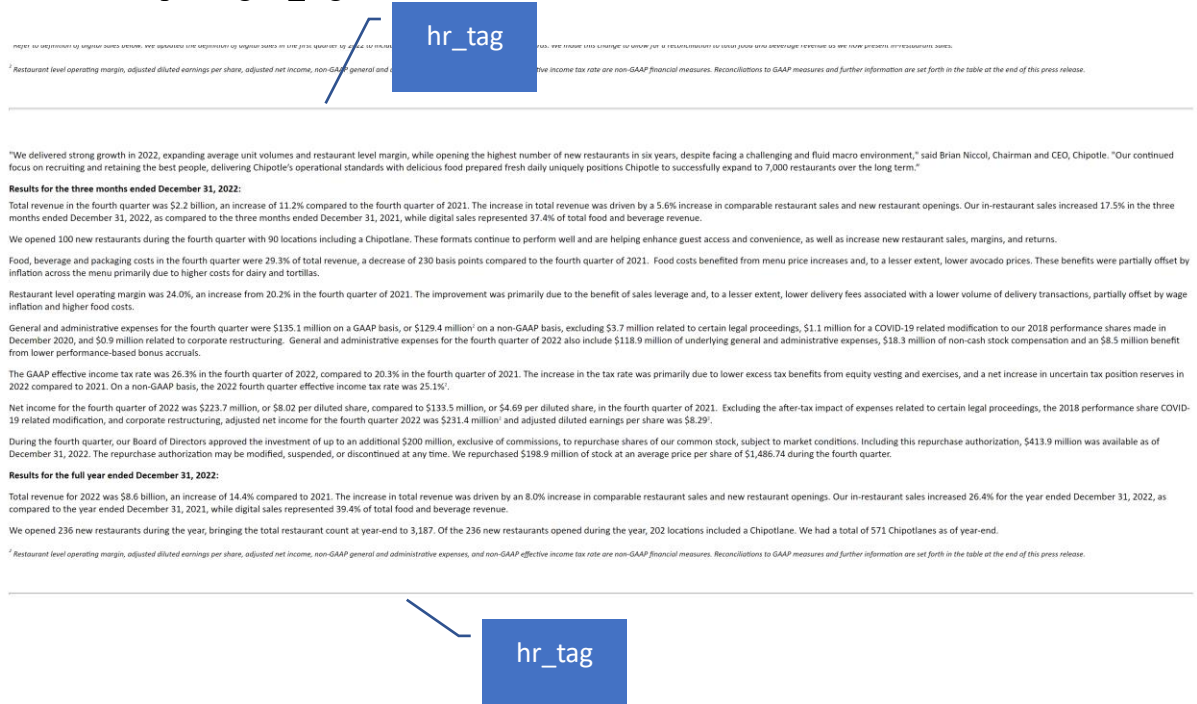 hr_tag
Refer to definition of digital sales below. We updated the definition of digital sales in the first quarter of 2022 to inclu
rds. We made this change to allow for a reconciliation to total food and beverage revenue as we now present in-restaurant sales.
² Restaurant level operating margin, adjusted diluted earnings per share, adjusted net income, non-GAAP general and
tive income tax rate are non-GAAP financial measures. Reconciliations to GAAP measures and further information are set forth in the table at the end of this press release.
"We delivered strong growth in 2022, expanding average unit volumes and restaurant level margin, while opening the highest number of new restaurants in six years, despite facing a challenging and fluid macro environment," said Brian Niccol, Chairman and CEO, Chipotle. "Our continued
focus on recruiting and retaining the best people, delivering Chipotle's operational standards with delicious food prepared fresh daily uniquely positions Chipotle to successfully expand to 7,000 restaurants over the long term."
Results for the three months ended December 31, 2022:
Total revenue in the fourth quarter was $2.2 billion, an increase of 11.2% compared to the fourth quarter of 2021. The increase in total revenue was driven by a 5.6% increase in comparable restaurant sales and new restaurant openings. Our in-restaurant sales increased 17.5% in the three
months ended December 31, 2022, as compared to the three months ended December 31, 2021, while digital sales represented 37.4% of total food and beverage revenue.
We opened 100 new restaurants during the fourth quarter with 90 locations including a Chipotlane. These formats continue to perform well and are helping enhance guest access and convenience, as well as increase new restaurant sales, margins, and returns.
Food, beverage and packaging costs in the fourth quarter were 29.3% of total revenue, a decrease of 230 basis points compared to the fourth quarter of 2021. Food costs benefited from menu price increases and, to a lesser extent, lower avocado prices. These benefits were partially offset by
inflation across the menu primarily due to higher costs for dairy and tortillas.
Restaurant level operating margin was 24.0%, an increase from 20.2% in the fourth quarter of 2021. The improvement was primarily due to the benefit of sales leverage and, to a lesser extent, lower delivery fees associated with a lower volume of delivery transactions, partially offset by wage
inflation and higher food costs.
General and administrative expenses for the fourth quarter were $135.1 million on a GAAP basis, or $129.4 million² on a non-GAAP basis, excluding $3.7 million related to certain legal proceedings, $1.1 million for a COVID-19 related modification to our 2018 performance shares made in
December 2020, and $0.9 million related to corporate restructuring. General and administrative expenses for the fourth quarter of 2022 also include $118.9 million of underlying general and administrative expenses, $18.3 million of non-cash stock compensation and an $8.5 million benefit
from lower performance-based bonus accruals.
The GAAP effective income tax rate was 26.3% in the fourth quarter of 2022, compared to 20.3% in the fourth quarter of 2021. The increase in the tax rate was primarily due to lower excess tax benefits from equity vesting and exercises, and a net increase in uncertain tax position reserves in
2022 compared to 2021. On a non-GAAP basis, the 2022 fourth quarter effective income tax rate was 25.1%².
Net income for the fourth quarter of 2022 was $223.7 million, or $8.02 per diluted share, compared to $133.5 million, or $4.69 per diluted share, in the fourth quarter of 2021. Excluding the after-tax impact of expenses related to certain legal proceedings, the 2018 performance share COVID-
19 related modification, and corporate restructuring, adjusted net income for the fourth quarter 2022 was $231.4 million² and adjusted diluted earnings per share was $8.29².
During the fourth quarter, our Board of Directors approved the investment of up to an additional $200 million, exclusive of commissions, to repurchase shares of our common stock, subject to market conditions. Including this repurchase authorization, $413.9 million was available as of
December 31, 2022. The repurchase authorization may be modified, suspended, or discontinued at any time. We repurchased $198.9 million of stock at an average price per share of $1,486.74 during the fourth quarter.
Results for the full year ended December 31, 2022:
Total revenue for 2022 was $8.6 billion, an increase of 14.4% compared to 2021. The increase in total revenue was driven by an 8.0% increase in comparable restaurant sales and new restaurant openings. Our in-restaurant sales increased 26.4% for the year ended December 31, 2022, as
compared to the year ended December 31, 2021, while digital sales represented 39.4% of total food and beverage revenue.
We opened 236 new restaurants during the year, bringing the total restaurant count at year-end to 3,187. Of the 236 new restaurants opened during the year, 202 locations included a Chipotlane. We had a total of 571 Chipotlanes as of year-end.
² Restaurant level operating margin, adjusted diluted earnings per share, adjusted net income, non-GAAP general and administrative expenses, and non-GAAP effective income tax rate are non-GAAP financial measures. Reconciliations to GAAP measures and further information are set forth in the table at the end of this press release.
hr_tag